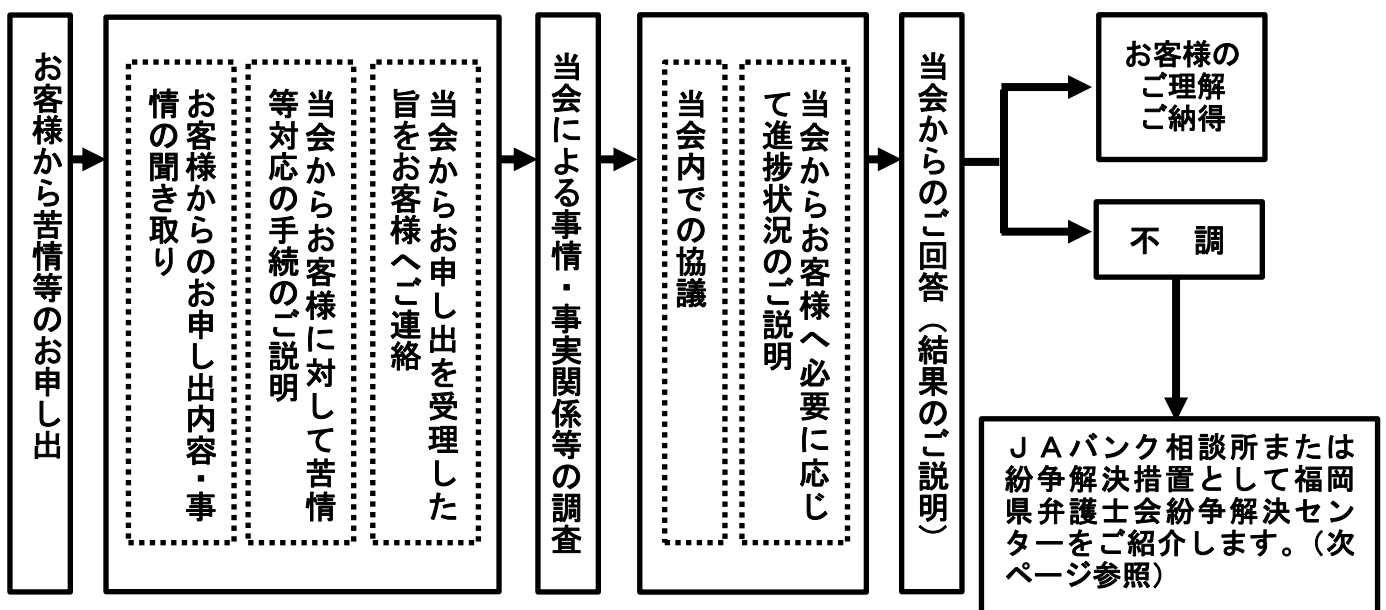 お客様から苦情等のお申し出
お客様からのお申し出内容・事
情の聞き取り
当会からお客様に対して苦情
等対応の手続のご説明
当会からお申し出を受理した
旨をお客様へご連絡
当会による事情・事実関係等の調査
当会内での協議
当会からお客様へ必要に応じ
て進捗状況のご説明
当会からのご回答（結果のご説明）
お客様の
ご理解
ご納得
不　調
ＪＡバンク相談所または
紛争解決措置として福岡
県弁護士会紛争解決セン
ターをご紹介します。（次
ページ参照）